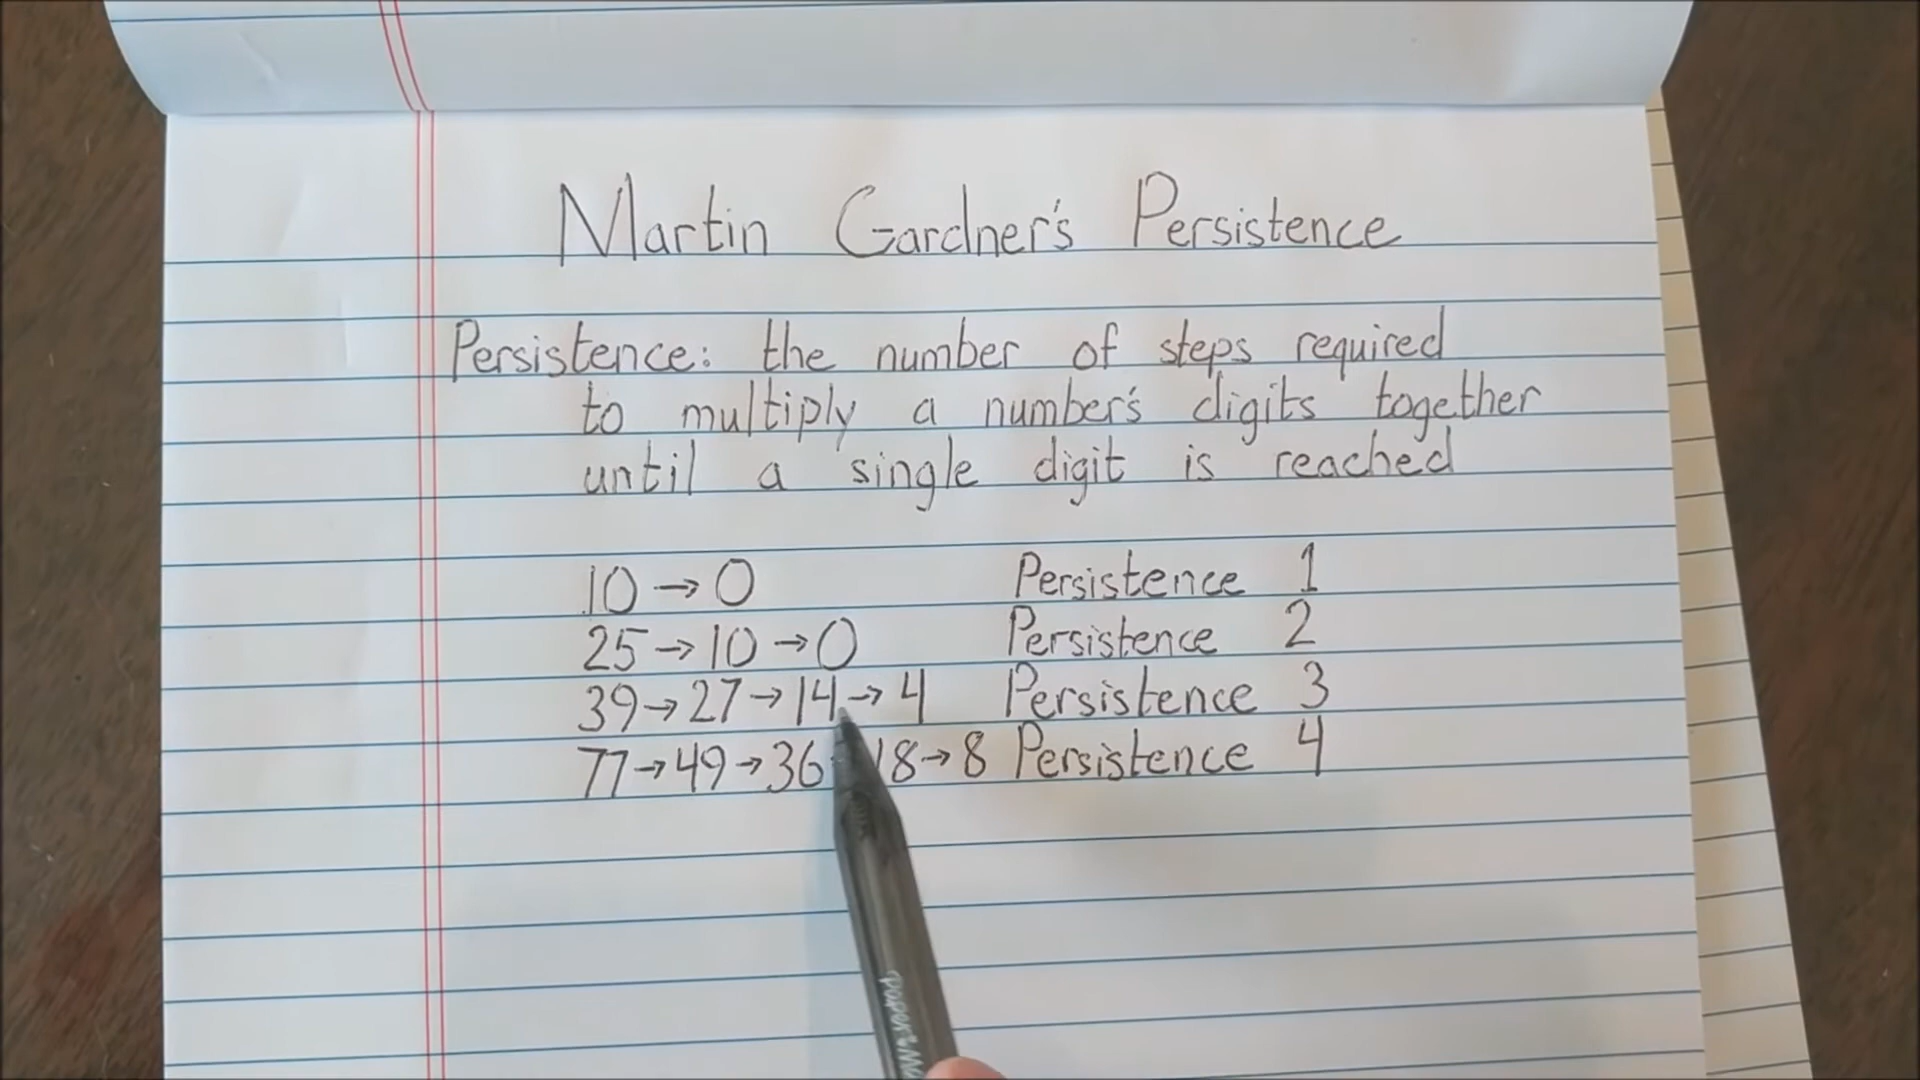 Martin Gardner's Persistence
Persistence: the number of steps required
to multiply a number's digits together
until a single digit is reached
10 → 0 Persistence 1
25 → 10 → 0 Persistence 2
39 → 27 → 14 → 4 Persistence 3
77 → 49 → 36 18 → 8 Persistence 4